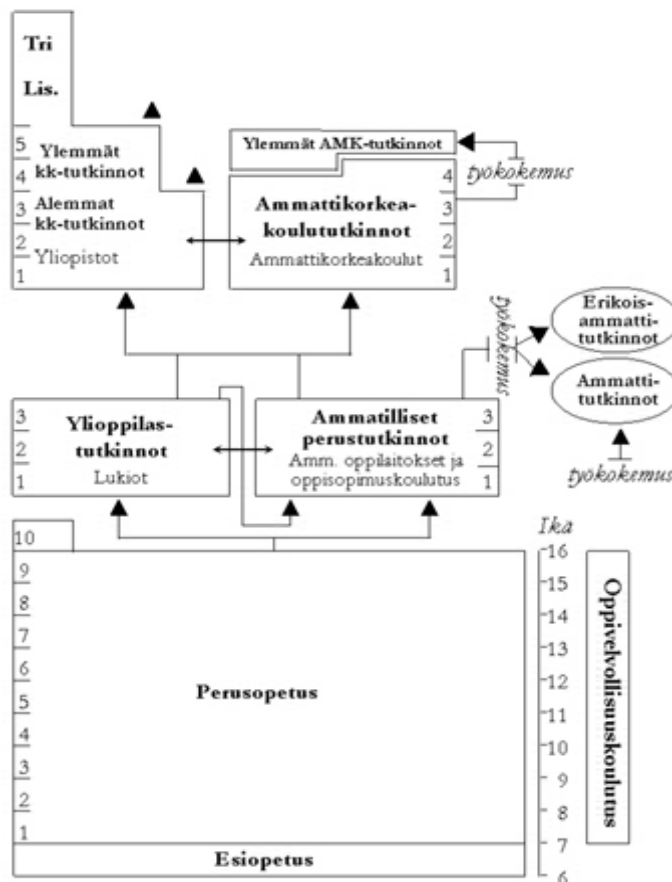 Tri
Lis.
5
4
3
2
1
Ylemmät
kk-tutkinnot
Alemmat
kk-tutkinnot
Yliopistot
Ylemmät AMK-tutkinnot
työkokemus
Ammattikorkea-
koulututkinnot
Ammattikorkeakoulut
4
3
2
1
työkokemus
Erikois-
ammatti-
tutkinnot
Ammatti-
tutkinnot
työkokemus
3
2
1
Ylioppilas-
tutkinnot
Lukiot
Ammatilliset
perustutkinnot
Amm. oppilaitokset ja
oppisopimuskoulutus
3
2
1
10
9
8
7
6
5
4
3
2
1
Perusopetus
Esiopetus
Ika
16
15
14
13
12
11
10
9
8
7
6
Oppivelvollisuuskoulutus